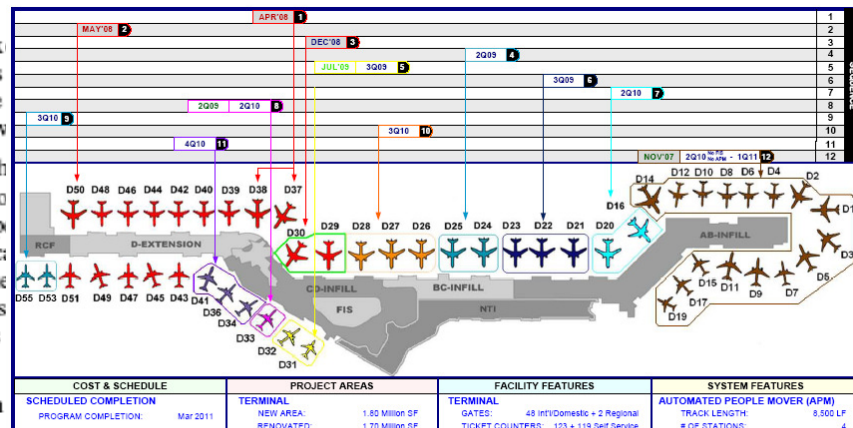 APR'08 1
1
MAY'08 2
2
DEC'08 3
3
2Q09 4
4
JUL'09 3Q09 5
5
3Q09 6
6
2Q10 7
7
2Q09 2Q10 8
8
3Q10 9
9
3Q10 10
10
4Q10 11
11
NOV'07 2Q10 No FIS No APM - 1Q11 12
12
SEQUENCE
D50 D48 D46 D44 D42 D40 D39 D38 D37
D30 D29 D28 D27 D26 D25 D24 D23 D22 D21 D20 D16
D14 D12 D10 D8 D6 D4 D2
D1
D3
D5
D7
D9
D11
D15
D17
D19
RCF
D-EXTENSION
CD-INFILL
BC-INFILL
AB-INFILL
FIS
NTI
D55 D53 D51 D49 D47 D45 D43
D41
D36
D34
D33
D32
D31
COST & SCHEDULE
SCHEDULED COMPLETION
PROGRAM COMPLETION: Mar 2011
PROJECT AREAS
TERMINAL
NEW AREA: 1.80 Million SF
RENOVATED: 1.70 Million SF
FACILITY FEATURES
TERMINAL
GATES: 48 Int'l/Domestic + 2 Regional
TICKET COUNTERS: 123 + 119 Self Service
SYSTEM FEATURES
AUTOMATED PEOPLE MOVER (APM)
TRACK LENGTH: 8,500 LF
# OF STATIONS: 4